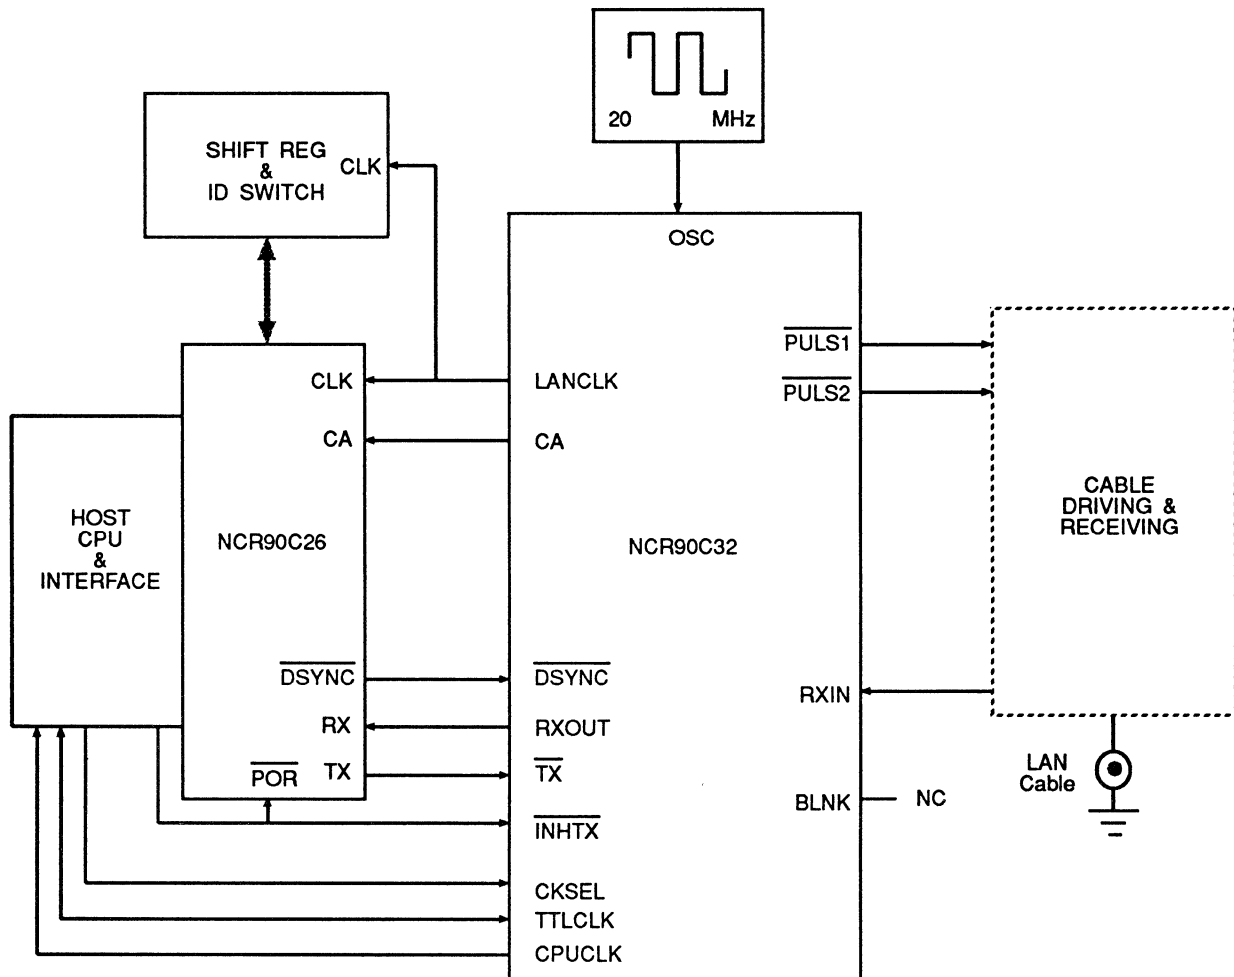 20 MHz
SHIFT REG
&
ID SWITCH
CLK
OSC
PULS1
PULS2
CLK
LANCLK
CA
CA
HOST
CPU
&
INTERFACE
NCR90C26
NCR90C32
CABLE
DRIVING &
RECEIVING
DSYNC
DSYNC
RXIN
RX
RXOUT
TX
TX
POR
INHTX
LAN
Cable
BLNK
NC
CKSEL
TTLCLK
CPUCLK